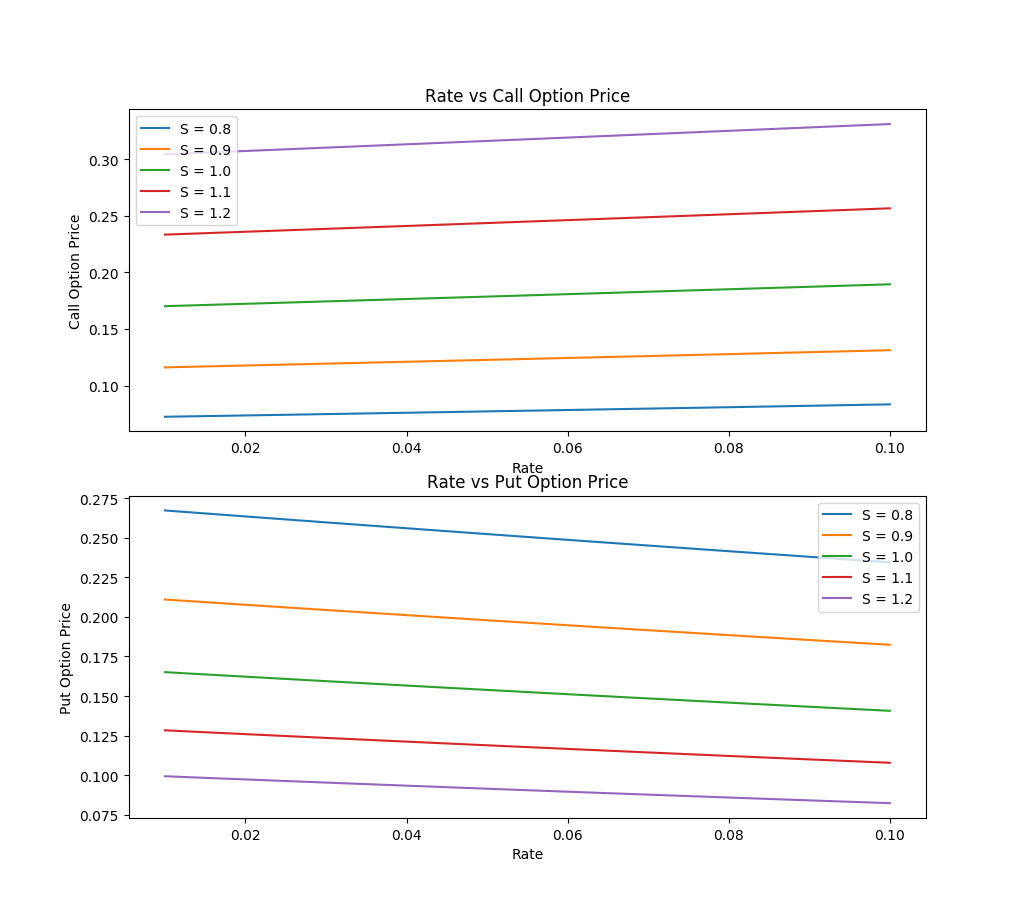 Rate vs Call Option Price
S = 0.8
S = 0.9
S = 1.0
S = 1.1
S = 1.2
0.30
0.25
0.20
0.15
0.10
Call Option Price
0.02 0.04 0.06 0.08 0.10
Rate
Rate vs Put Option Price
S = 0.8
S = 0.9
S = 1.0
S = 1.1
S = 1.2
0.275
0.250
0.225
0.200
0.175
0.150
0.125
0.100
0.075
Put Option Price
0.02 0.04 0.06 0.08 0.10
Rate